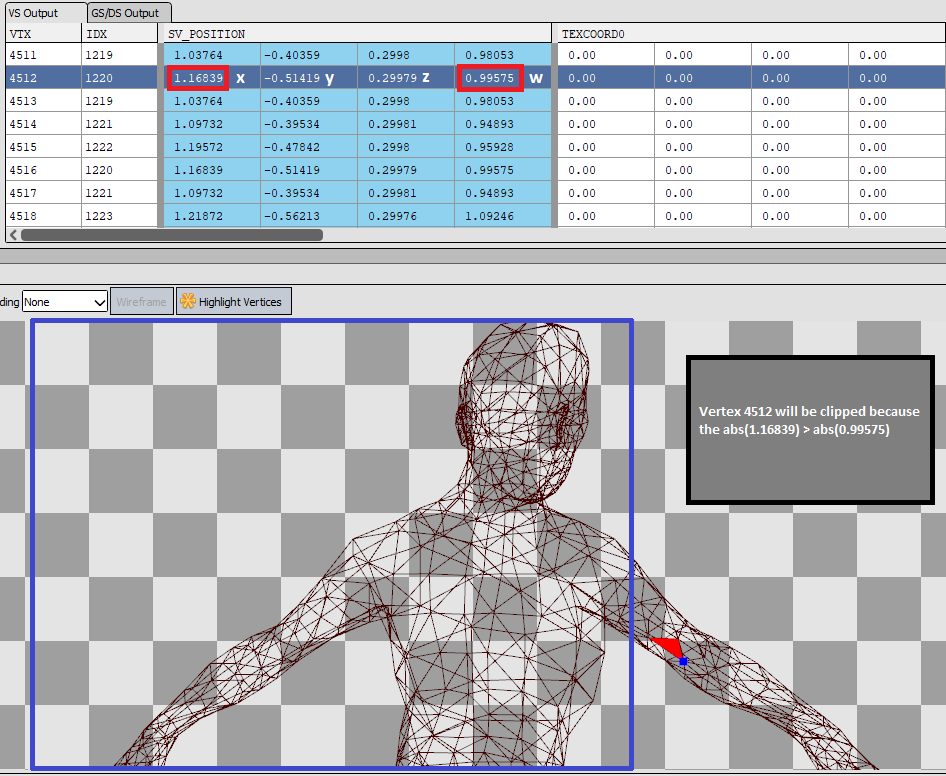 VS Output GS/DS Output
VTX IDX SV_POSITION TEXCOORD0
4511 1219 1.03764 -0.40359 0.2998 0.98053 0.00 0.00 0.00 0.00
4512 1220 1.16839 x -0.51419 y 0.29979 z 0.99575 w 0.00 0.00 0.00 0.00
4513 1219 1.03764 -0.40359 0.2998 0.98053 0.00 0.00 0.00 0.00
4514 1221 1.09732 -0.39534 0.29981 0.94893 0.00 0.00 0.00 0.00
4515 1222 1.19572 -0.47842 0.2998 0.95928 0.00 0.00 0.00 0.00
4516 1220 1.16839 -0.51419 0.29979 0.99575 0.00 0.00 0.00 0.00
4517 1221 1.09732 -0.39534 0.29981 0.94893 0.00 0.00 0.00 0.00
4518 1223 1.21872 -0.56213 0.29976 1.09246 0.00 0.00 0.00 0.00
ding None Wireframe Highlight Vertices
Vertex 4512 will be clipped because
the abs(1.16839) > abs(0.99575)